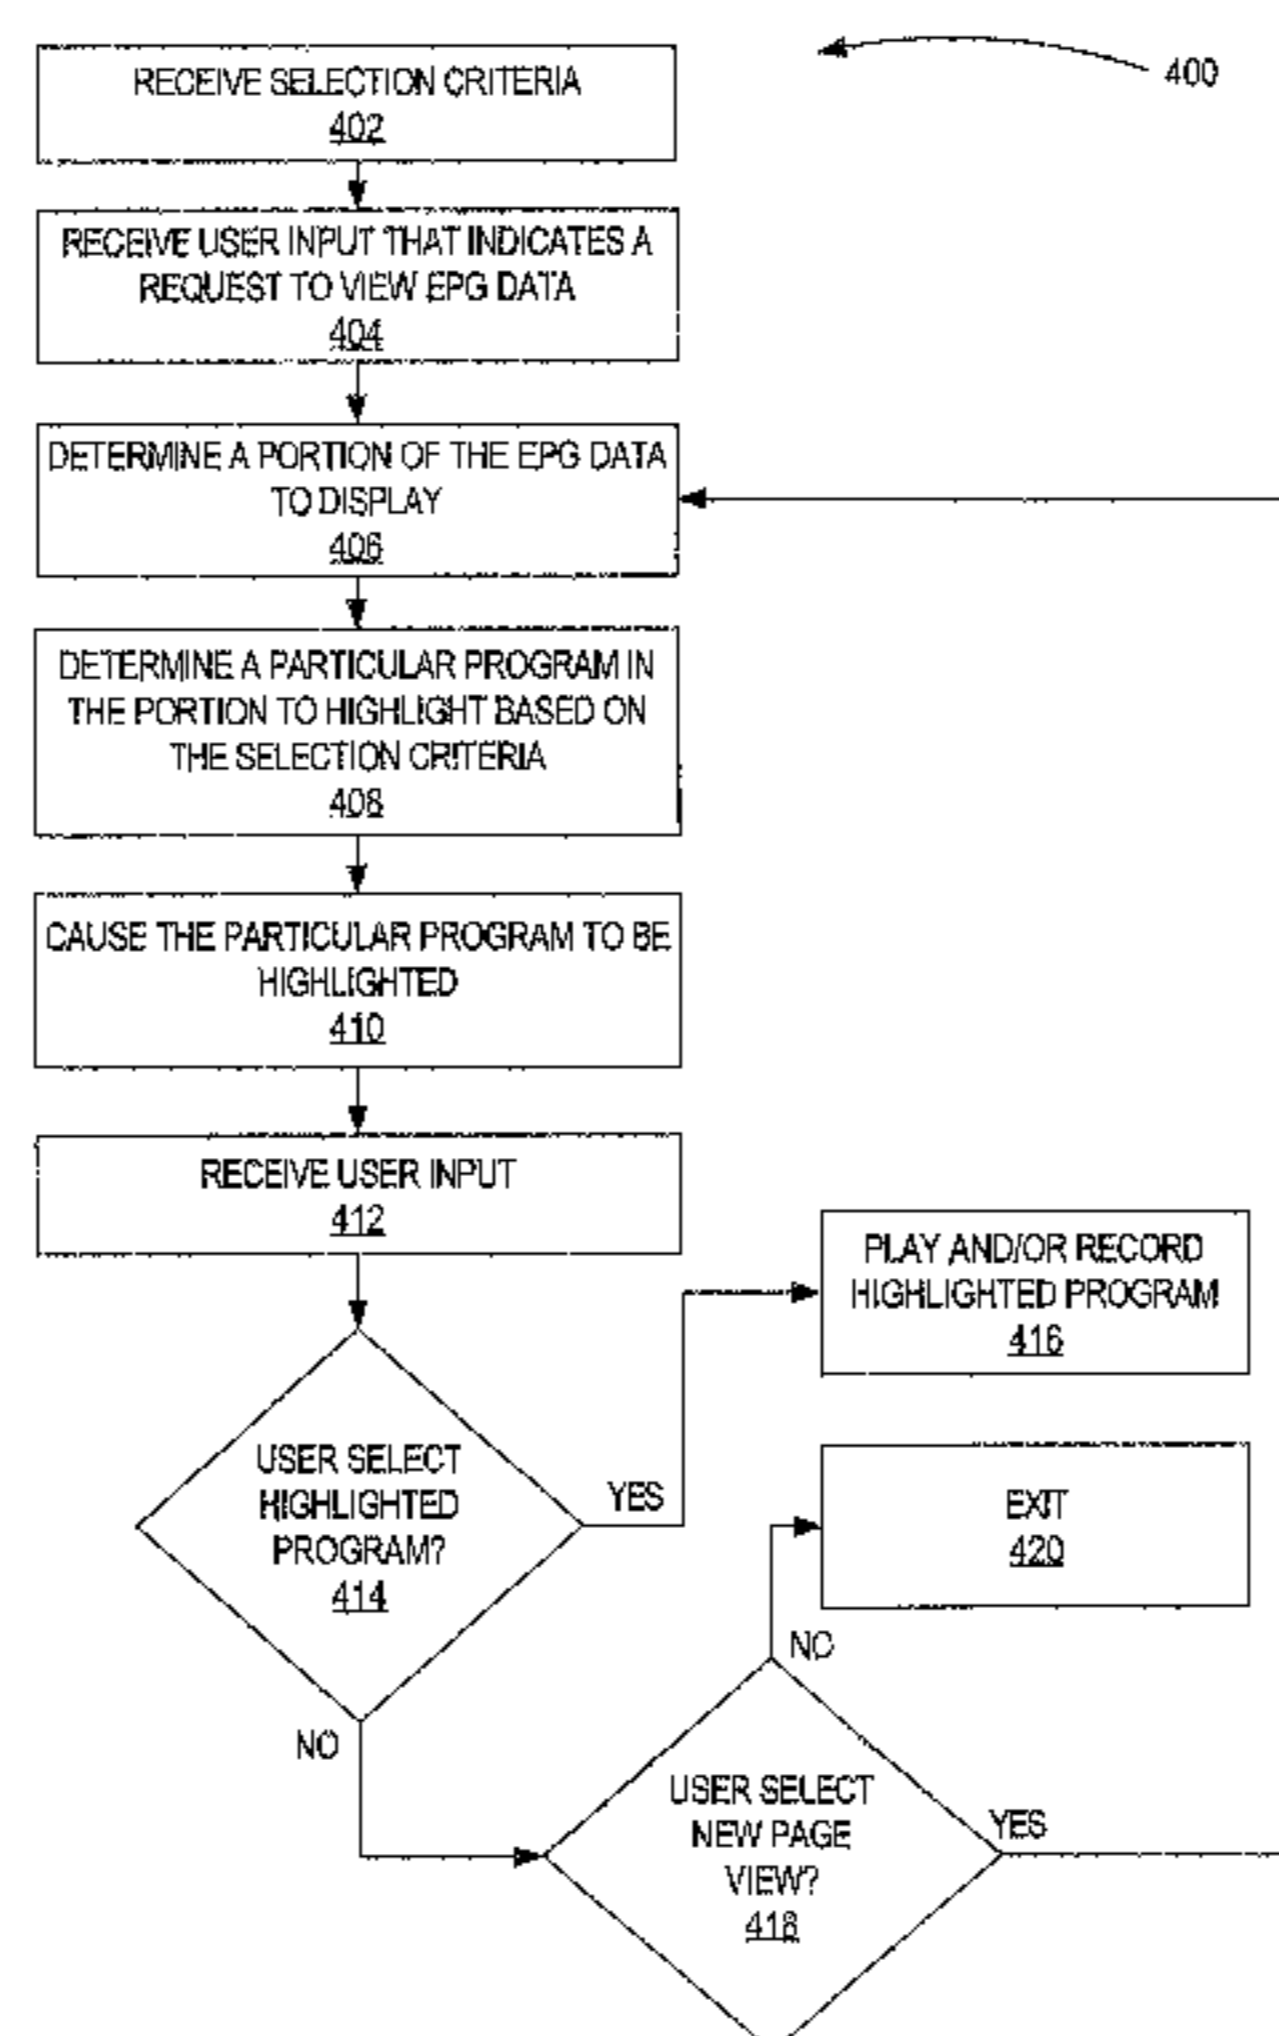 400
RECEIVE SELECTION CRITERIA
402
RECEIVE USER INPUT THAT INDICATES A
REQUEST TO VIEW EPG DATA
404
DETERMINE A PORTION OF THE EPG DATA
TO DISPLAY
406
DETERMINE A PARTICULAR PROGRAM IN
THE PORTION TO HIGHLIGHT BASED ON
THE SELECTION CRITERIA
408
CAUSE THE PARTICULAR PROGRAM TO BE
HIGHLIGHTED
410
RECEIVE USER INPUT
412
PLAY AND/OR RECORD
HIGHLIGHTED PROGRAM
416
USER SELECT
HIGHLIGHTED
PROGRAM?
414
YES
EXIT
420
NO
NO
USER SELECT
NEW PAGE
VIEW?
418
YES